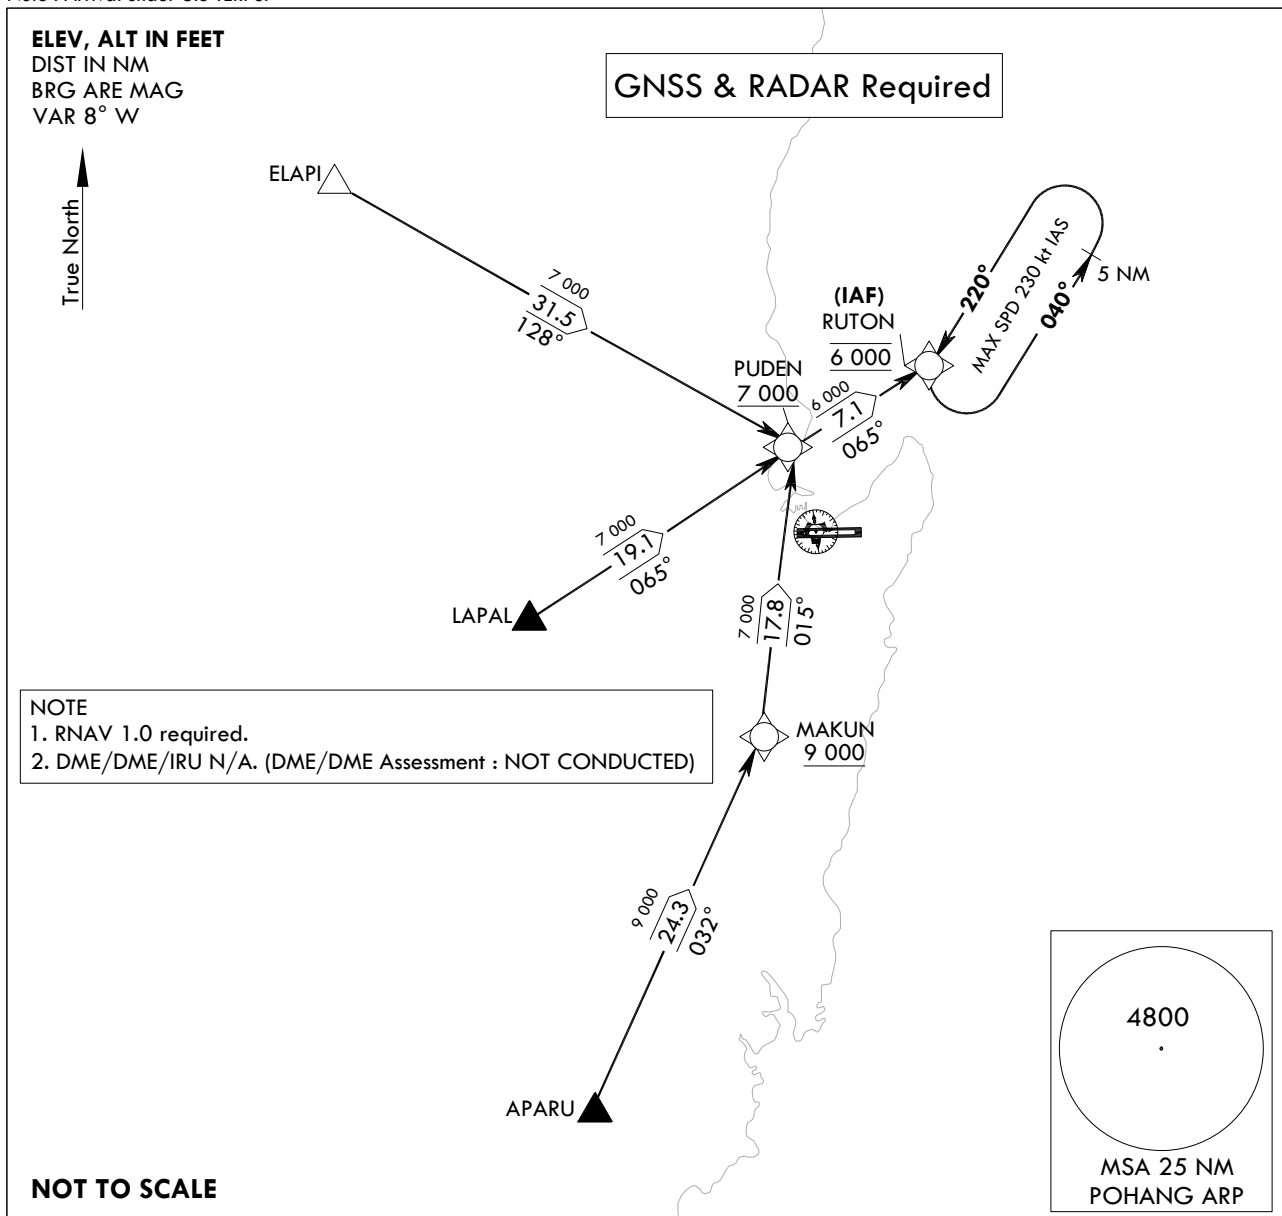 ELEV, ALT IN FEET
DIST IN NM
BRG ARE MAG
VAR 8° W
True North
GNSS & RADAR Required
ELAPI
7 000
31.5
128°
(IAF)
RUTON
6 000
MAX SPD 230 kt IAS
220°
040°
5 NM
PUDEN
7 000
6 000
7.1
065°
7 000
19.1
065°
LAPAL
7 000
17.8
015°
NOTE
1. RNAV 1.0 required.
2. DME/DME/IRU N/A. (DME/DME Assessment : NOT CONDUCTED)
MAKUN
9 000
9 000
24.3
032°
APARU
4800
MSA 25 NM
POHANG ARP
NOT TO SCALE